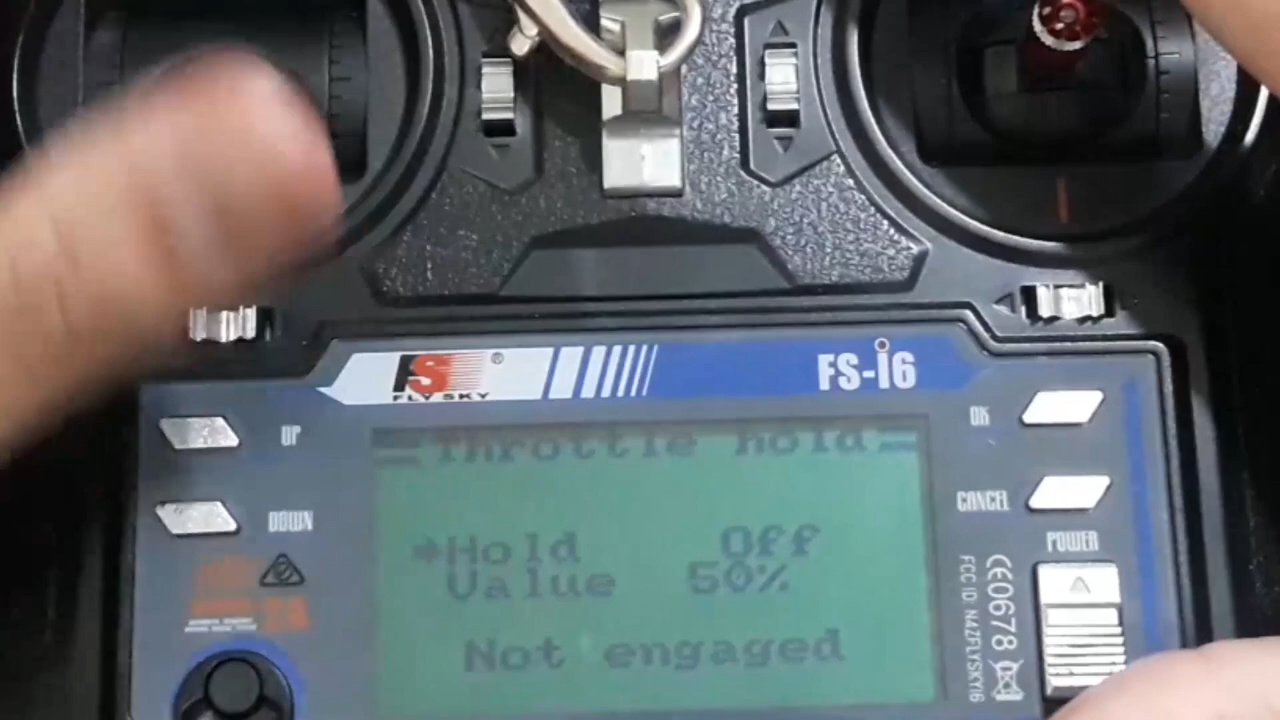 FS®
FLY SKY
FS-i6
UP
OK
DOWN
CANCEL
POWER
Throttle hold
➔Hold Off
Value 50%
Not engaged
CE0678
FCC ID: N4ZFLYSKYI6